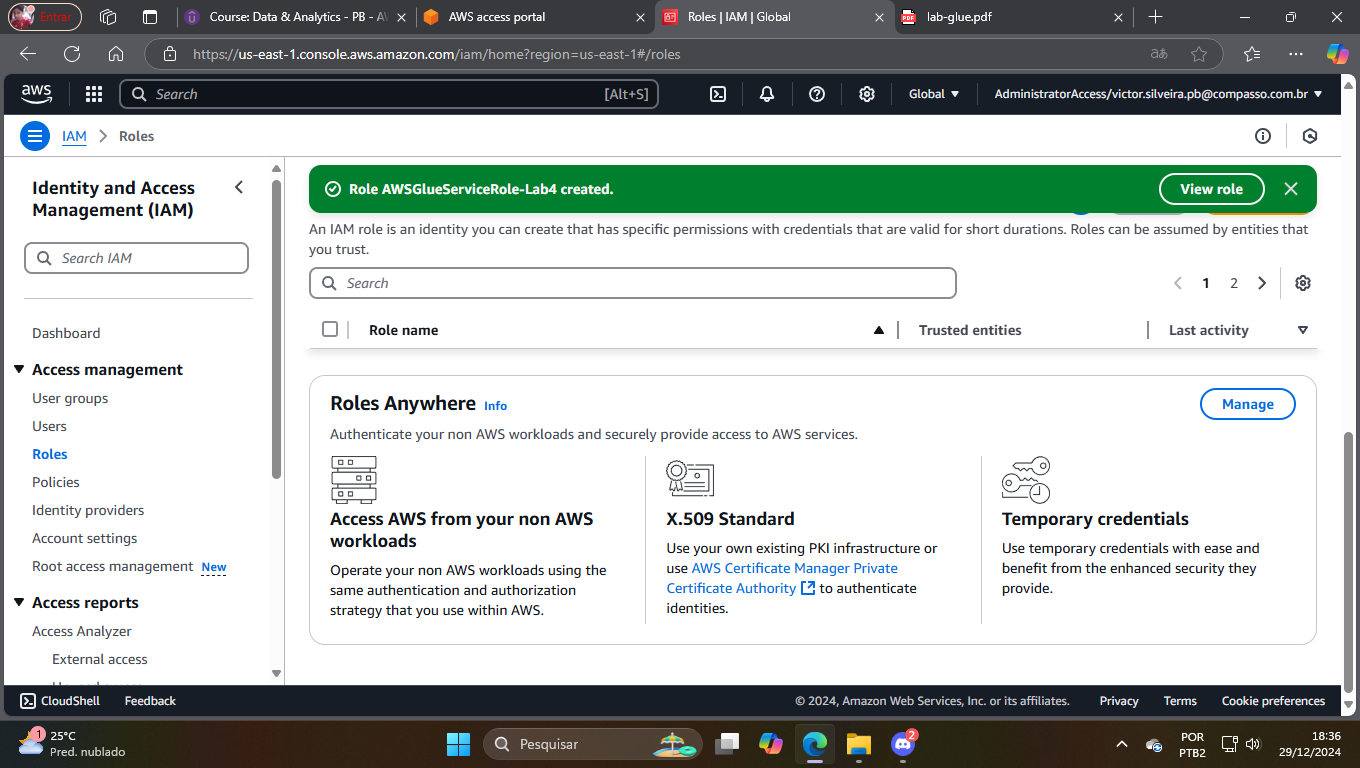 Entrar
Course: Data & Analytics - PB - AW
AWS access portal
Roles | IAM | Global
lab-glue.pdf
https://us-east-1.console.aws.amazon.com/iam/home?region=us-east-1#/roles
aws
Search
[Alt+S]
Global
AdministratorAccess/victor.silveira.pb@compasso.com.br
IAM
Roles
Identity and Access
Management (IAM)
Search IAM
Dashboard
Access management
User groups
Users
Roles
Policies
Identity providers
Account settings
Root access management New
Access reports
Access Analyzer
External access
Role AWSGlueServiceRole-Lab4 created.
View role
An IAM role is an identity you can create that has specific permissions with credentials that are valid for short durations. Roles can be assumed by entities that
you trust.
Search
1
2
Role name
Trusted entities
Last activity
Roles Anywhere Info
Manage
Authenticate your non AWS workloads and securely provide access to AWS services.
Access AWS from your non AWS
workloads
Operate your non AWS workloads using the
same authentication and authorization
strategy that you use within AWS.
X.509 Standard
Use your own existing PKI infrastructure or
use AWS Certificate Manager Private
Certificate Authority to authenticate
identities.
Temporary credentials
Use temporary credentials with ease and
benefit from the enhanced security they
provide.
CloudShell
Feedback
© 2024, Amazon Web Services, Inc. or its affiliates.
Privacy
Terms
Cookie preferences
1
25°C
Pred. nublado
Pesquisar
2
POR
PTB2
18:36
29/12/2024